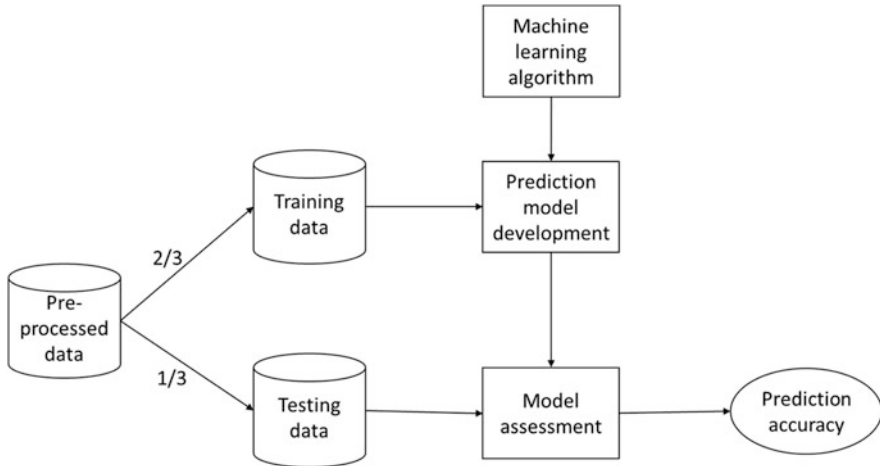 Machine
learning
algorithm
Training
data
Prediction
model
development
2/3
Pre-
processed
data
1/3
Testing
data
Model
assessment
Prediction
accuracy